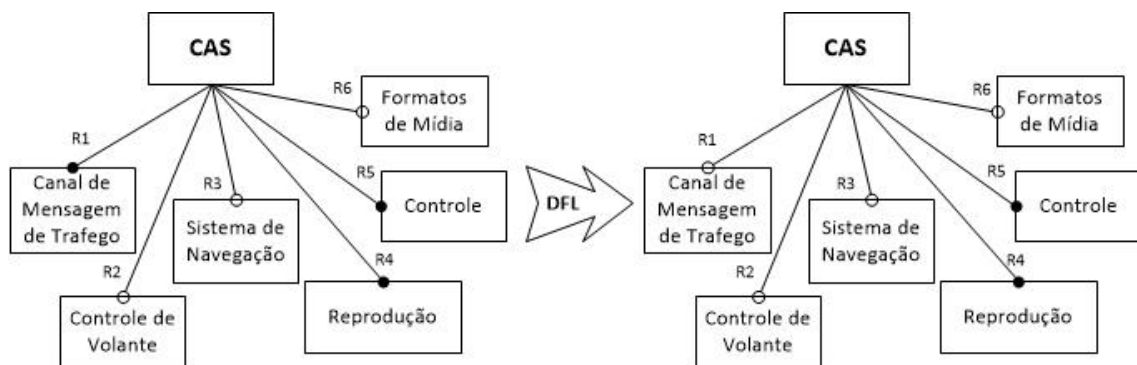 CAS
R6
Formatos
de Mídia
R1
Canal de
Mensagem
de Trafego
R5
Controle
R3
Sistema de
Navegação
R2
Controle de
Volante
R4
Reprodução
DFL
CAS
R6
Formatos
de Mídia
R1
Canal de
Mensagem
de Trafego
R5
Controle
R3
Sistema de
Navegação
R2
Controle de
Volante
R4
Reprodução